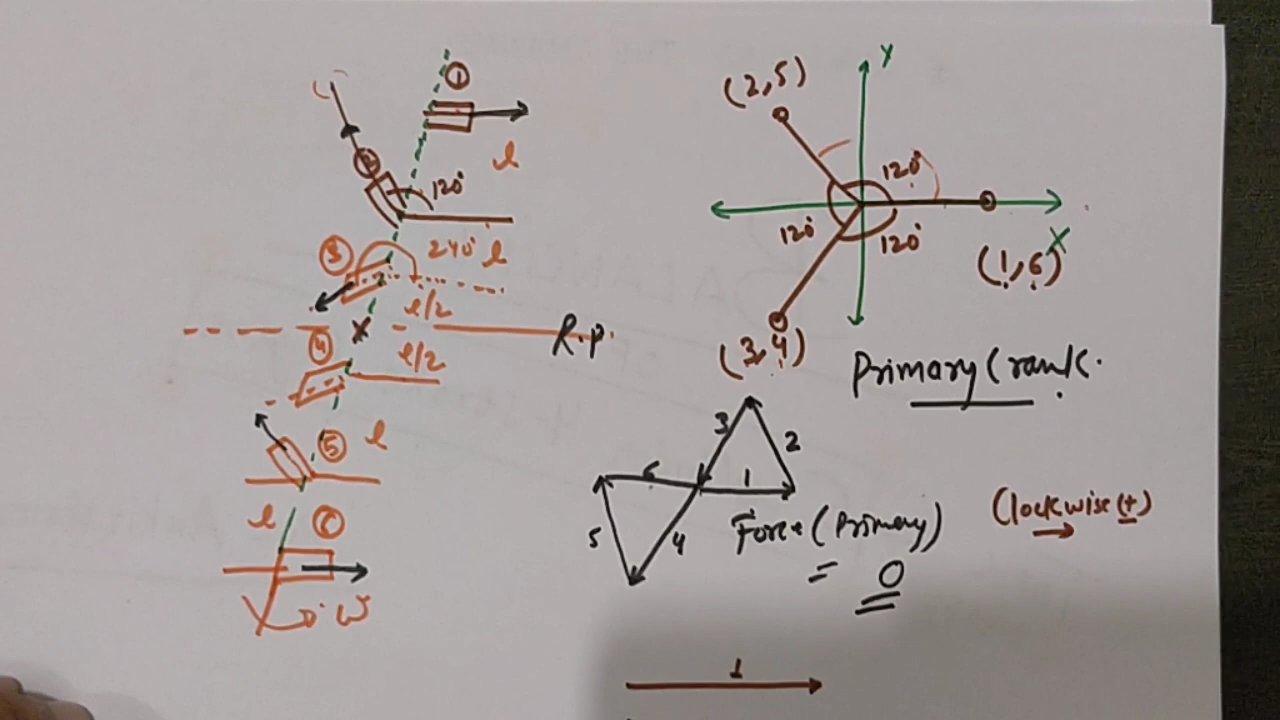 1
l
2
120°
3
240° l
l/2
R.P.
4
l/2
5
l
l
6
ω
Y
(2,5)
120°
120°
120°
X
(1,6)
(3,4)
Primary Crank.
3
2
1
6
5
4
Force (Primary)
= 0
Clockwise (+)
1